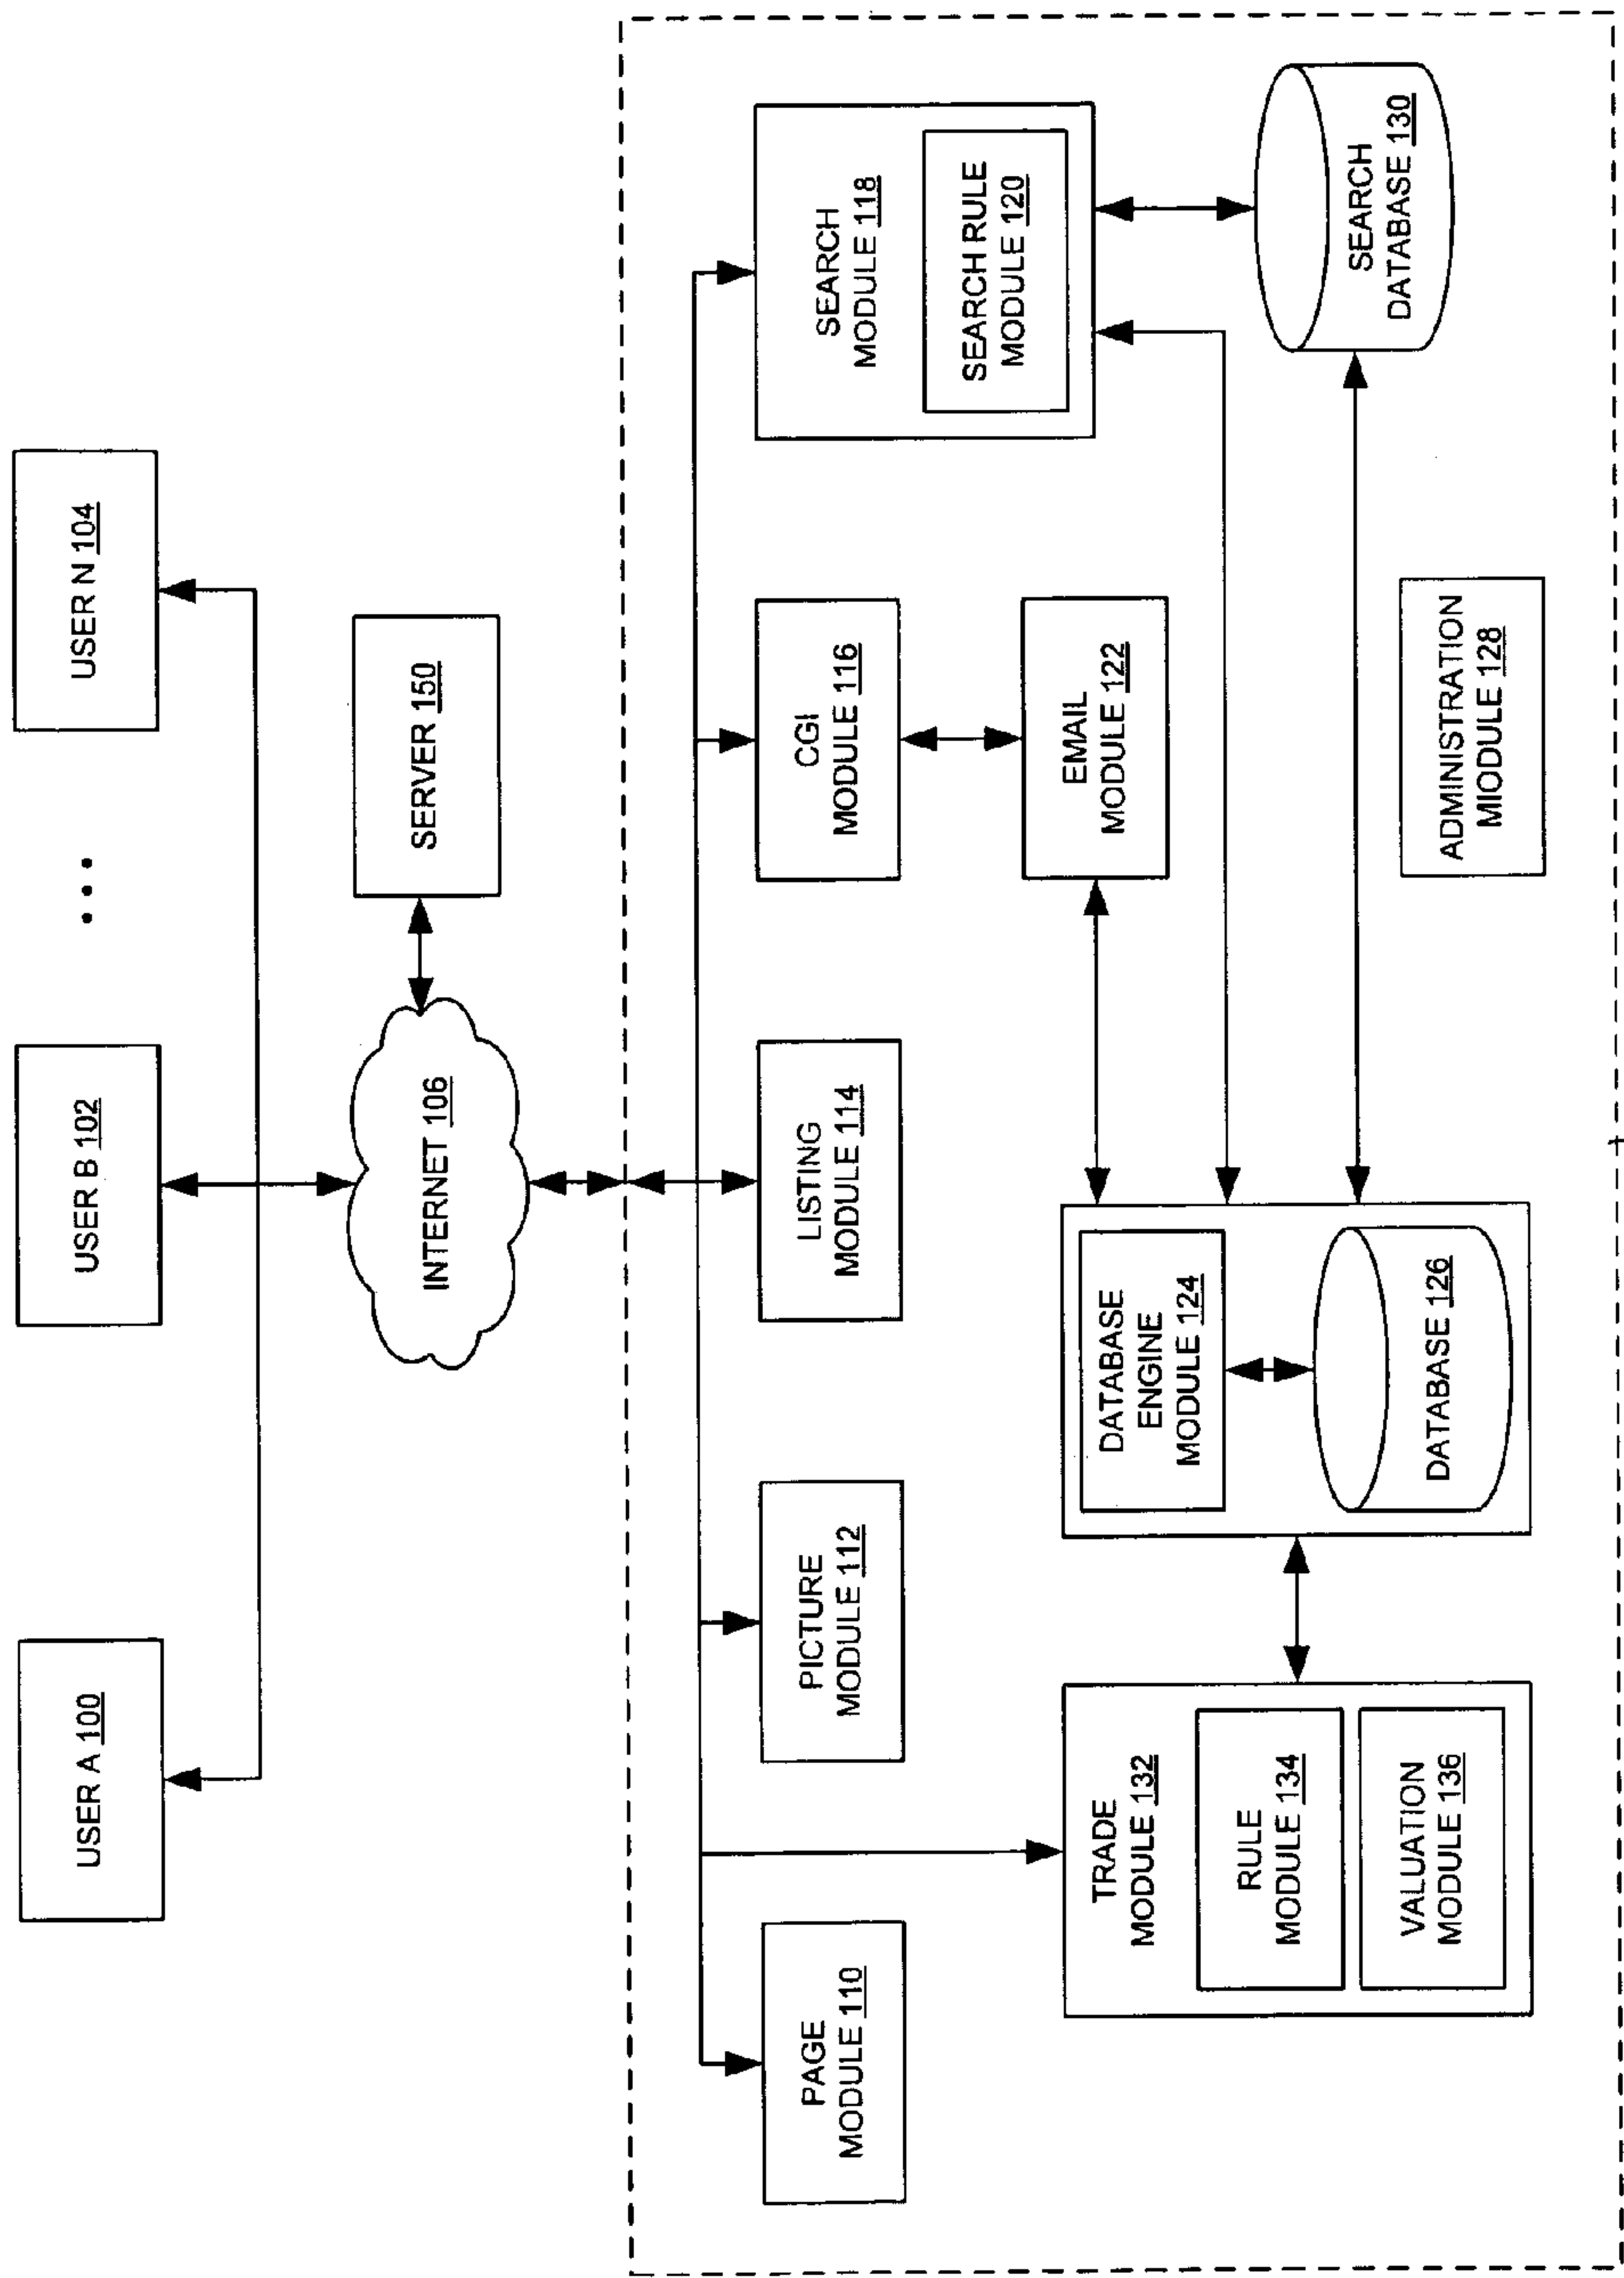 USER A 100
USER B 102
• • •
USER N 104
INTERNET 106
SERVER 150
PAGE
MODULE 110
PICTURE
MODULE 112
LISTING
MODULE 114
CGI
MODULE 116
SEARCH
MODULE 118
SEARCH RULE
MODULE 120
TRADE
MODULE 132
RULE
MODULE 134
VALUATION
MODULE 136
DATABASE
ENGINE
MODULE 124
DATABASE 126
EMAIL
MODULE 122
ADMINISTRATION
MIODULE 128
SEARCH
DATABASE 130